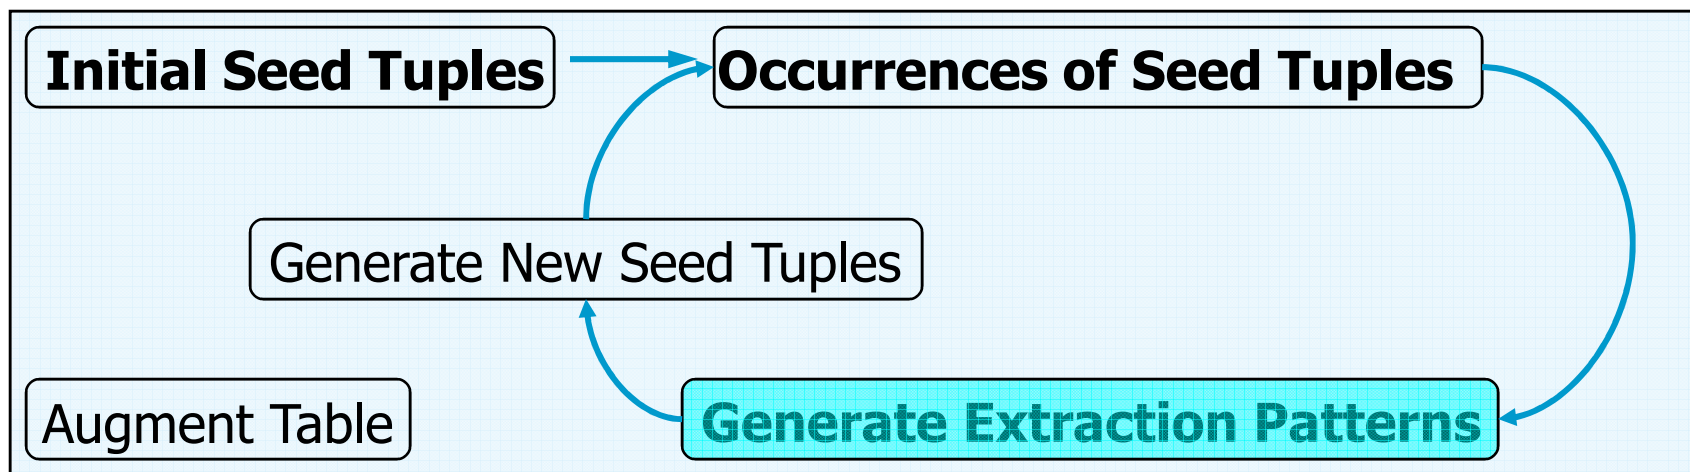 Initial Seed Tuples
Occurrences of Seed Tuples
Generate New Seed Tuples
Augment Table
Generate Extraction Patterns